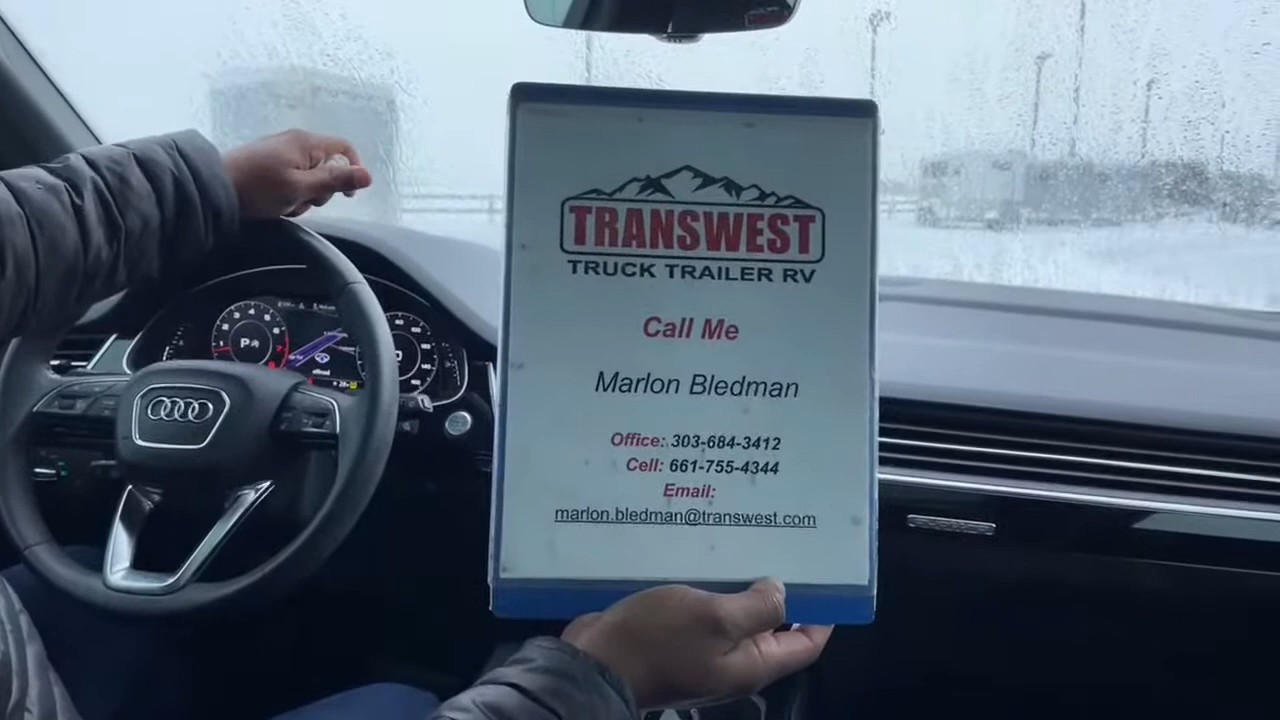 TRANSWEST
TRUCK TRAILER RV
Call Me
Marlon Bledman
Office: 303-684-3412
Cell: 661-755-4344
Email:
marlon.bledman@transwest.com